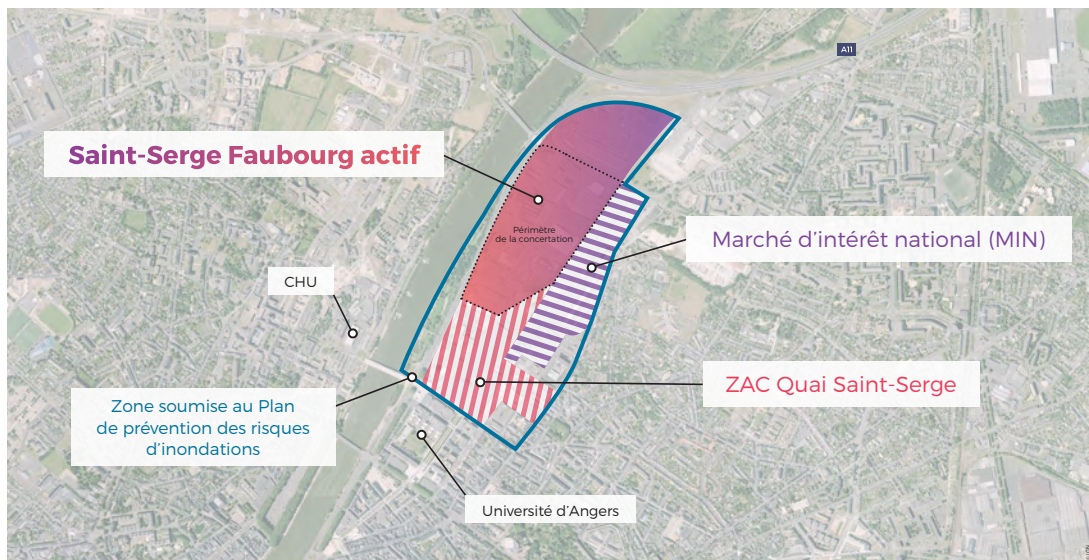 A11
Saint-Serge Faubourg actif
Périmètre
de la concertation
Marché d’intérêt national (MIN)
CHU
ZAC Quai Saint-Serge
Zone soumise au Plan
de prévention des risques
d’inondations
Université d’Angers